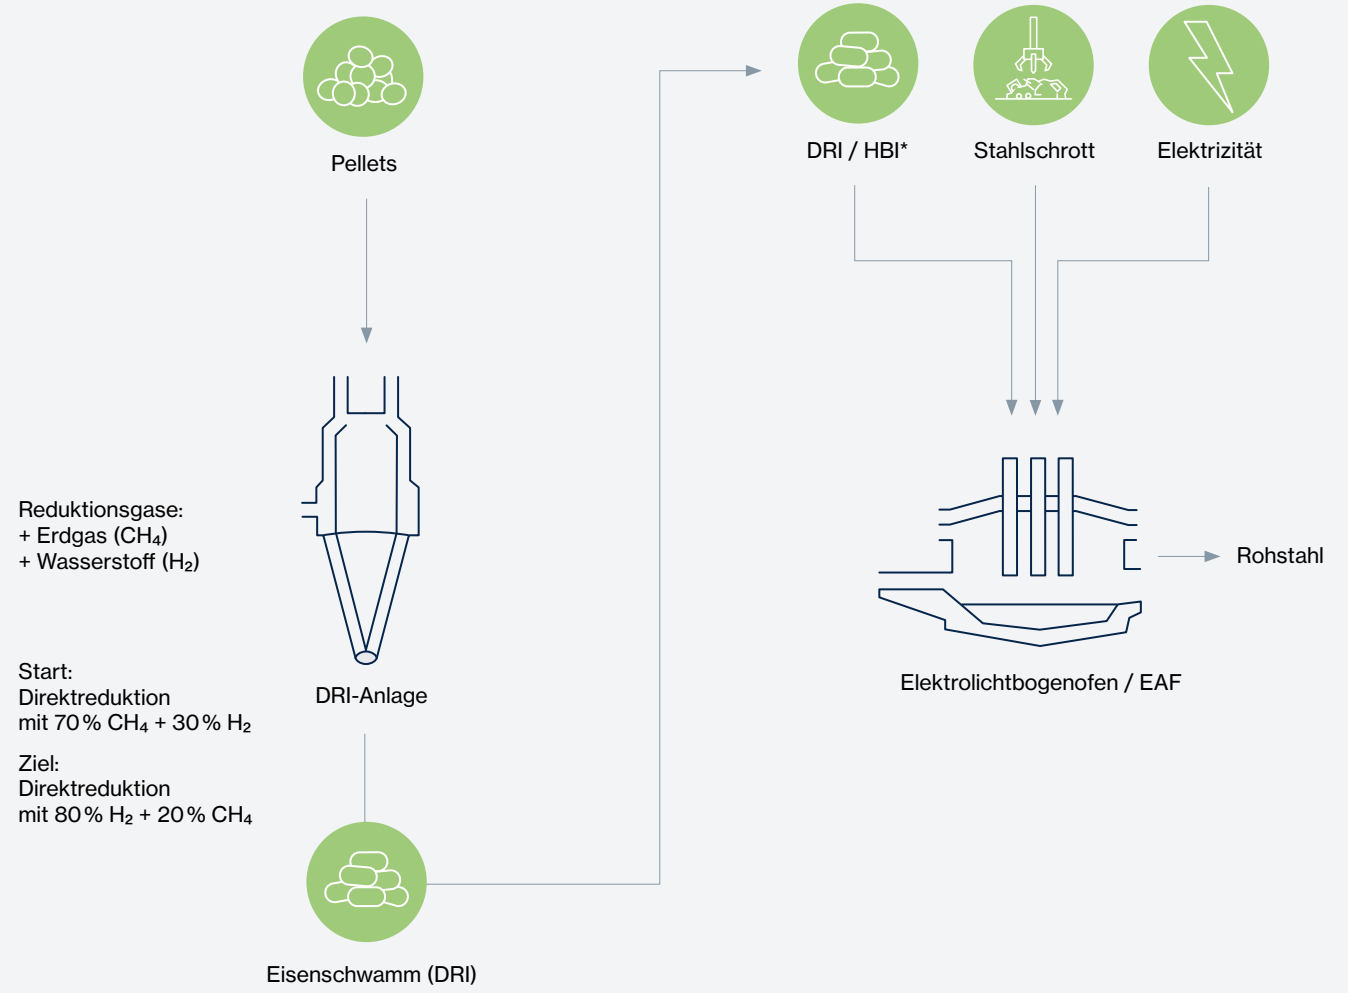 Pellets
Reduktionsgase:
+ Erdgas (CH₄)
+ Wasserstoff (H₂)
Start:
Direktreduktion
mit 70 % CH₄ + 30 % H₂
Ziel:
Direktreduktion
mit 80 % H₂ + 20 % CH₄
DRI-Anlage
Eisenschwamm (DRI)
DRI / HBI*
Stahlschrott
Elektrizität
Rohstahl
Elektrolichtbogenofen / EAF